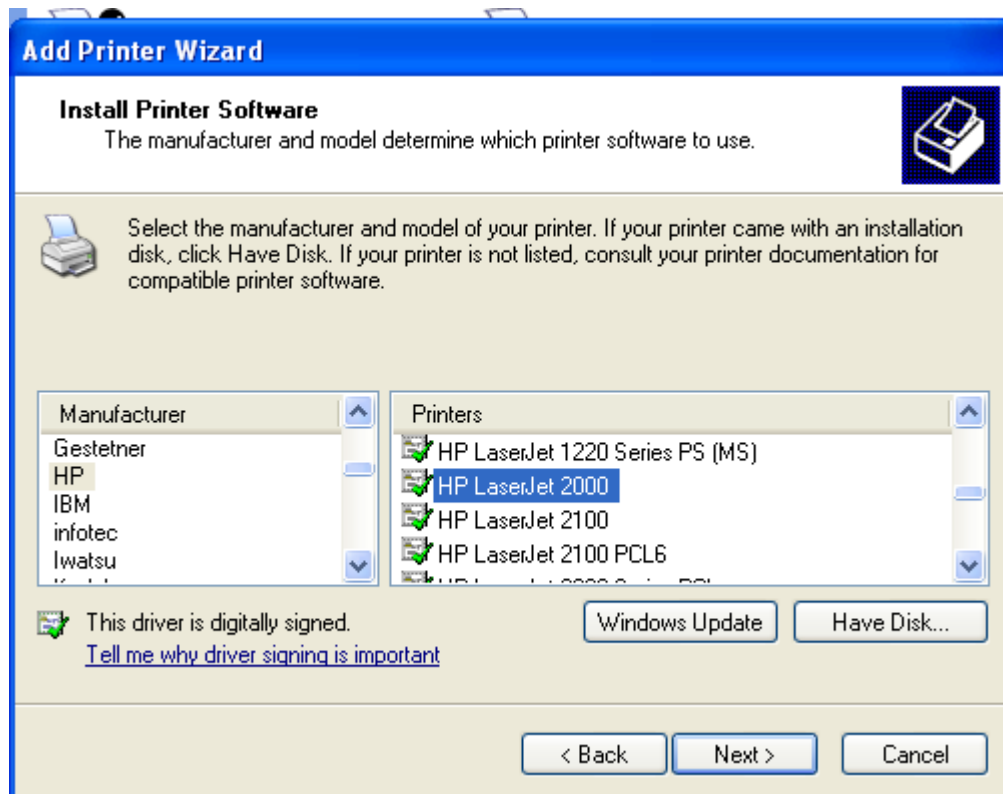 Add Printer Wizard
Install Printer Software
The manufacturer and model determine which printer software to use.
Select the manufacturer and model of your printer. If your printer came with an installation
disk, click Have Disk. If your printer is not listed, consult your printer documentation for
compatible printer software.
Manufacturer
Gestetner
HP
IBM
infotec
Iwatsu
Printers
HP LaserJet 1220 Series PS (MS)
HP LaserJet 2000
HP LaserJet 2100
HP LaserJet 2100 PCL6
This driver is digitally signed.
Tell me why driver signing is important
Windows Update
Have Disk...
< Back
Next >
Cancel